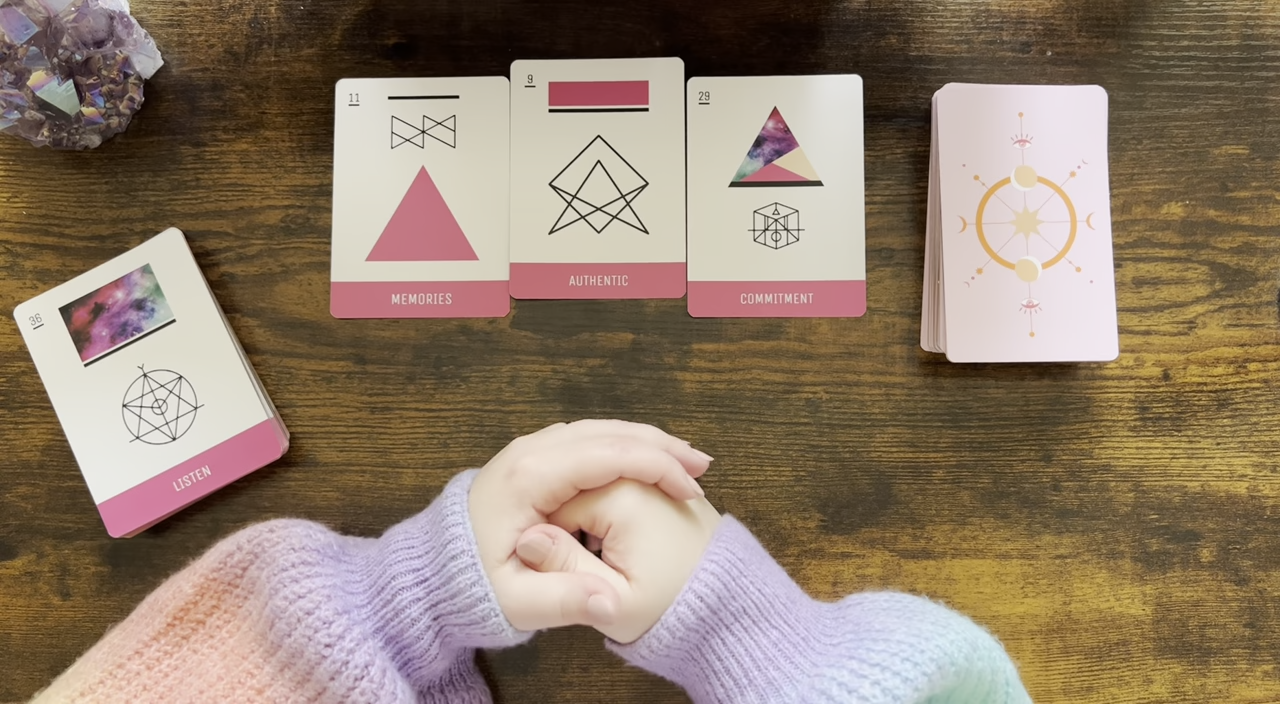 11
MEMORIES
9
AUTHENTIC
29
COMMITMENT
36
LISTEN